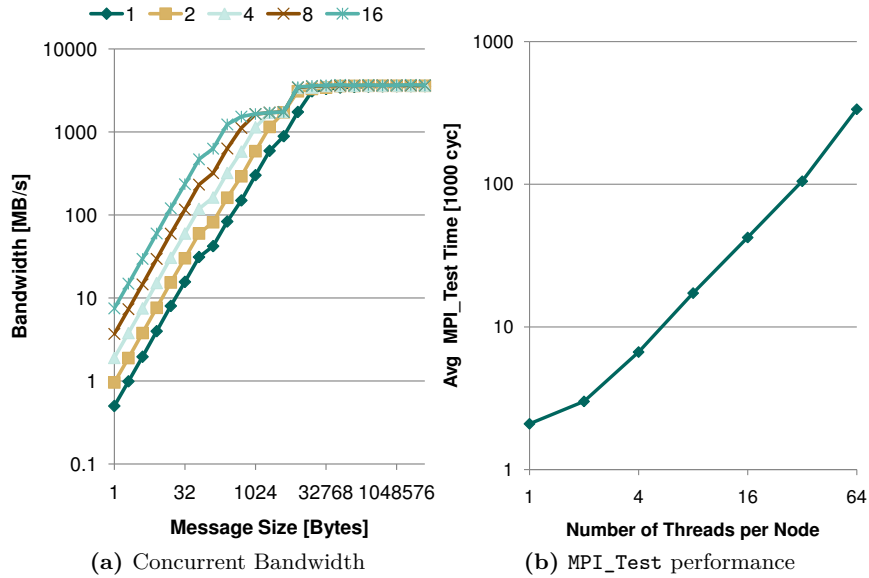 1 2 4 8 16
Bandwidth [MB/s]
10000
1000
100
10
1
0.1
1 32 1024 32768 1048576
Message Size [Bytes]
(a) Concurrent Bandwidth
Avg MPI_Test Time [1000 cyc]
1000
100
10
1
1 4 16 64
Number of Threads per Node
(b) MPI_Test performance